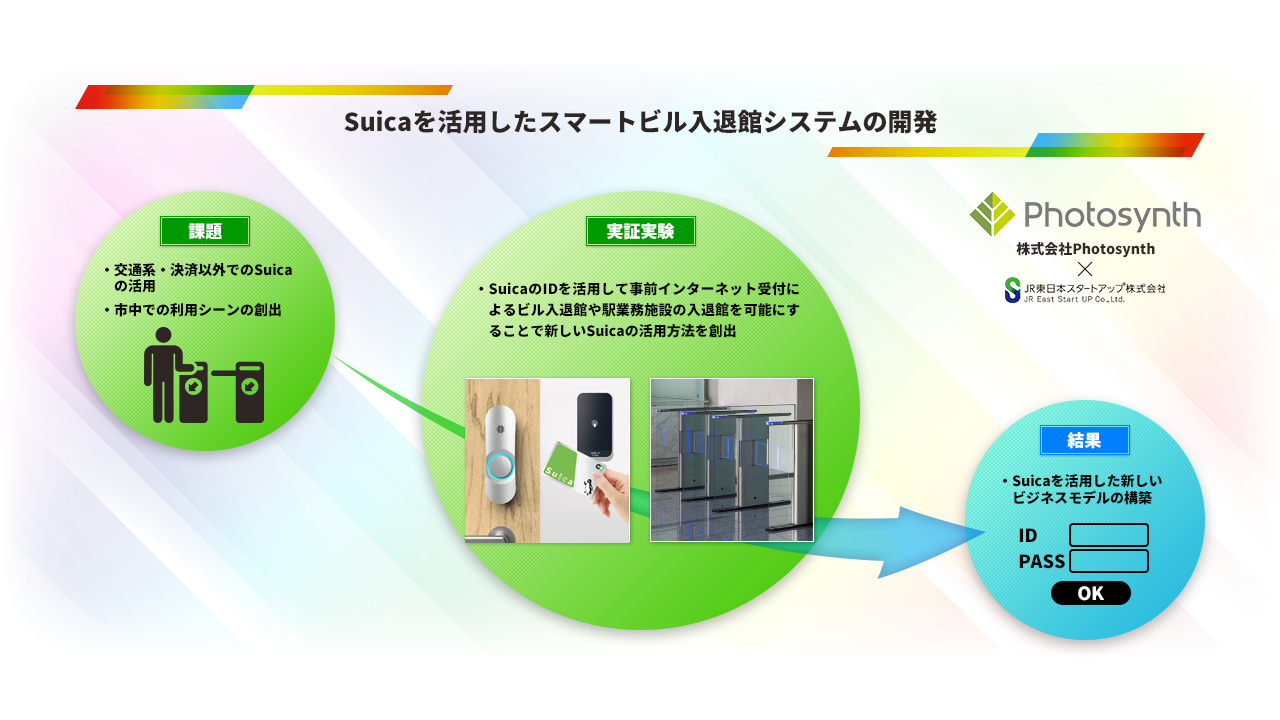 Suicaを活用したスマートビル入退館システムの開発
課題
・交通系・決済以外でのSuica
の活用
・市中での利用シーンの創出
実証実験
・SuicaのIDを活用して事前インターネット受付に
よるビル入退館や駅業務施設の入退館を可能にす
ることで新しいSuicaの活用方法を創出
Suica
Photosynth
株式会社Photosynth
×
JR東日本スタートアップ株式会社
JR East Start UP Co.,Ltd.
結果
・Suicaを活用した新しい
ビジネスモデルの構築
ID
PASS
OK